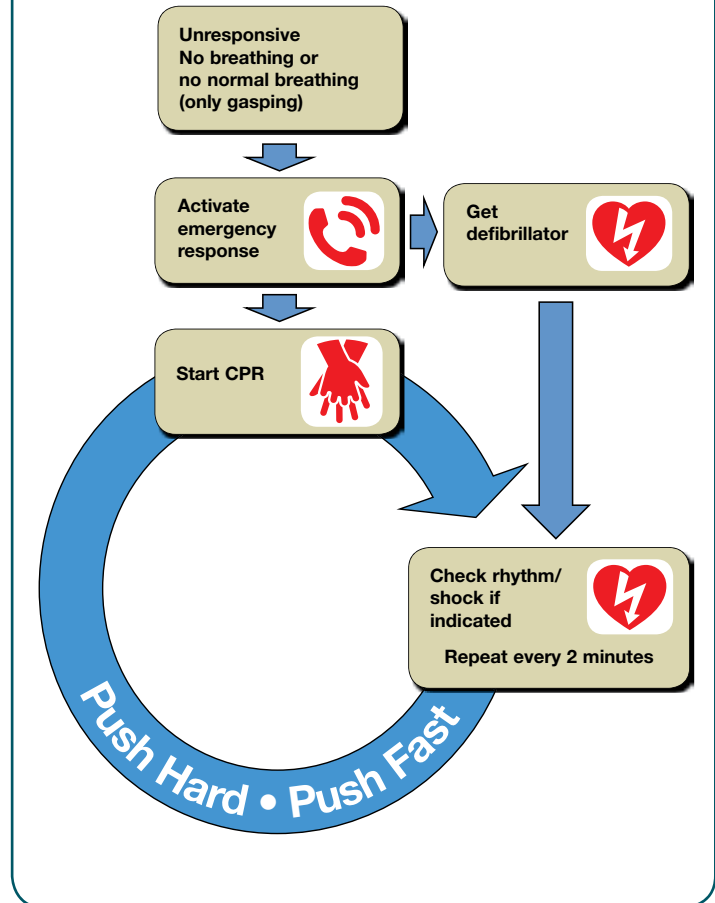 Unresponsive
No breathing or
no normal breathing
(only gasping)
Activate
emergency
response
Get
defibrillator
Start CPR
Check rhythm/
shock if
indicated
Repeat every 2 minutes
Push Hard • Push Fast